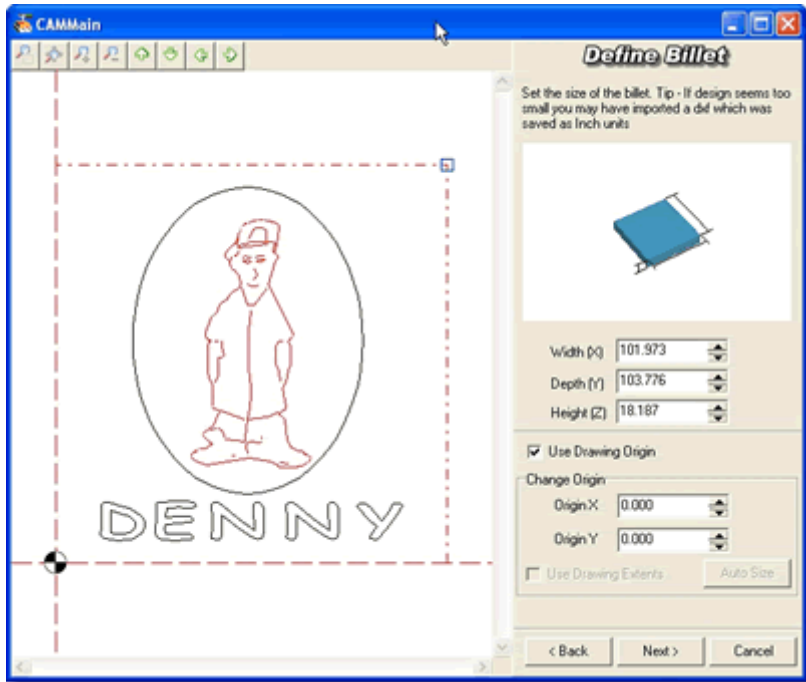 CAMMain
Define Billet
Set the size of the billet. Tip - If design seems too
small you may have imported a dxf which was
saved as Inch units
Width (X) 101.973
Depth (Y) 103.776
Height (Z) 18.187
Use Drawing Origin
Change Origin
Origin X 0.000
Origin Y 0.000
Use Drawing Extents Auto Size
DENNY
< Back Next > Cancel